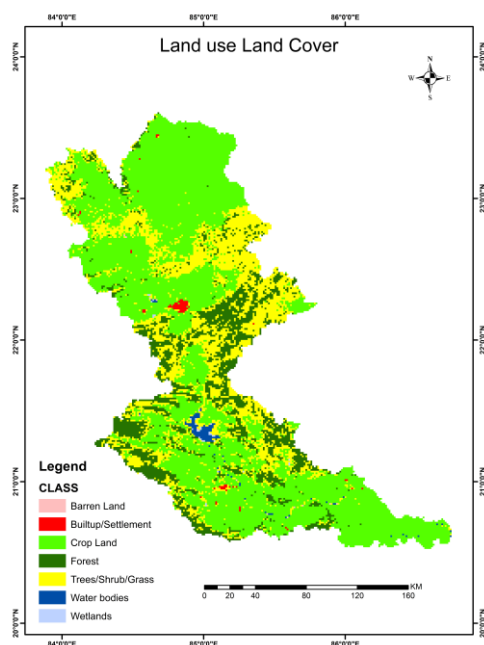 84°0'0"E 85°0'0"E 86°0'0"E
Land use Land Cover
24°0'0"N 24°0'0"N
N
W E
S
23°0'0"N 23°0'0"N
22°0'0"N 22°0'0"N
21°0'0"N 21°0'0"N
Legend
CLASS
Barren Land
Builtup/Settlement
Crop Land
Forest
Trees/Shrub/Grass
Water bodies
Wetlands
KM
0 10 20 40 80 120 160
20°0'0"N 20°0'0"N
84°0'0"E 85°0'0"E 86°0'0"E